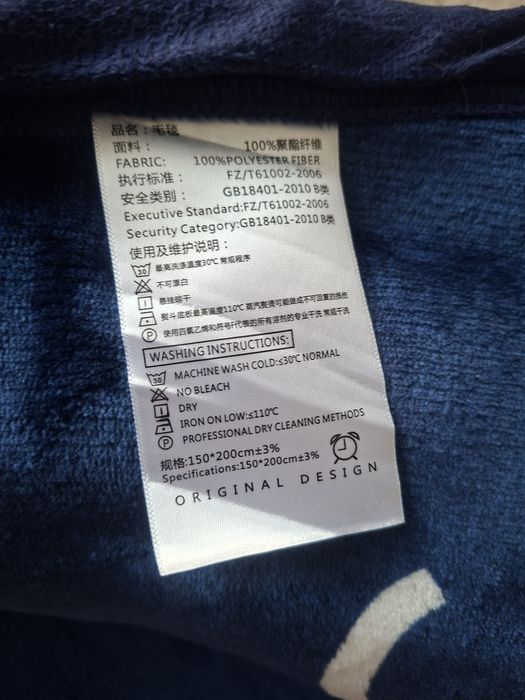 品名：毛毯
面料： 100%聚酯纤维
FABRIC: 100%POLYESTER FIBER
执行标准： FZ/T61002-2006
安全类别： GB18401-2010 B类
Executive Standard:FZ/T61002-2006
Security Category:GB18401-2010 B类
使用及维护说明：
30 最高洗涤温度30℃ 常规程序
不可漂白
悬挂晾干
熨斗底板最高温度110℃ 蒸汽熨烫可能做成不可回复的损伤
P 使用四氯乙烯和符号F代表的所有溶剂的专业干洗 常规干洗
WASHING INSTRUCTIONS:
30 MACHINE WASH COLD:≤30℃ NORMAL
NO BLEACH
DRY
IRON ON LOW:≤110℃
P PROFESSIONAL DRY CLEANING METHODS
规格:150*200cm±3%
Specifications:150*200cm±3%
ORIGINAL DESIGN